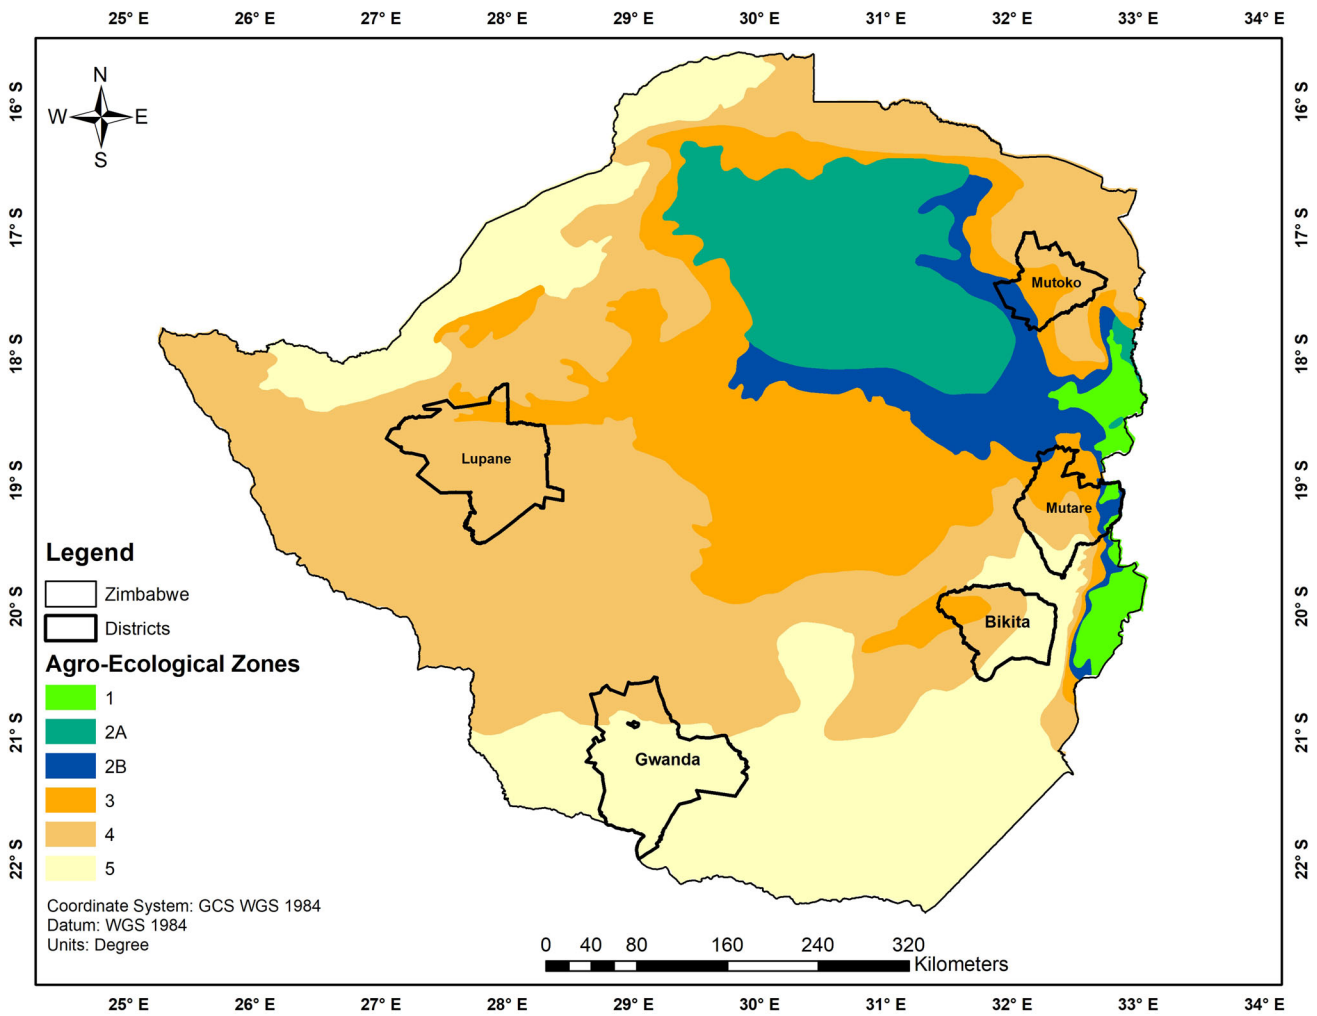 25° E 26° E 27° E 28° E 29° E 30° E 31° E 32° E 33° E 34° E
N
W E
S
16° S 16° S
17° S 17° S
Mutoko
18° S 18° S
Lupane
19° S 19° S
Mutare
Legend
Zimbabwe
20° S 20° S
Bikita
Districts
Agro-Ecological Zones
1
2A
21° S 21° S
Gwanda
2B
3
4
22° S 22° S
5
Coordinate System: GCS WGS 1984
Datum: WGS 1984
Units: Degree
0 40 80 160 240 320
Kilometers
25° E 26° E 27° E 28° E 29° E 30° E 31° E 32° E 33° E 34° E